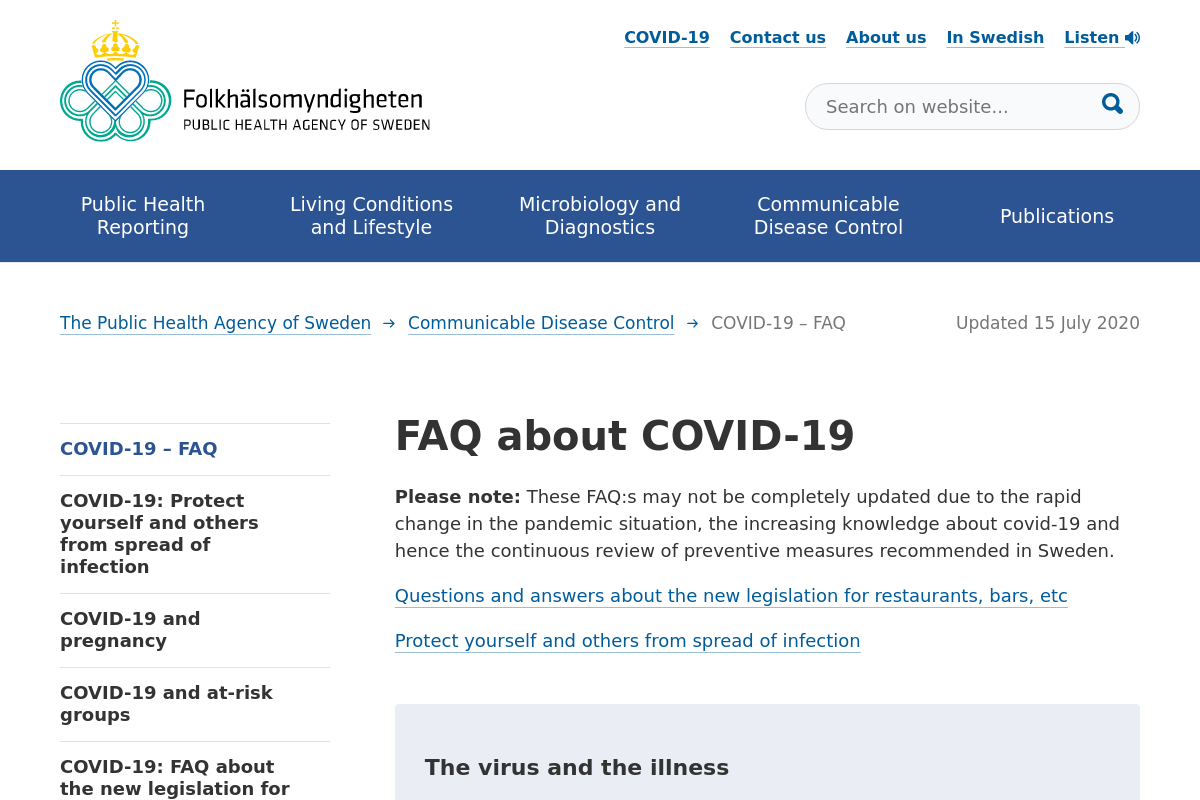 COVID-19 Contact us About us In Swedish Listen
Folkhälsomyndigheten
PUBLIC HEALTH AGENCY OF SWEDEN
Search on website...
Public Health
Reporting
Living Conditions
and Lifestyle
Microbiology and
Diagnostics
Communicable
Disease Control
Publications
The Public Health Agency of Sweden → Communicable Disease Control → COVID-19 – FAQ
Updated 15 July 2020
COVID-19 – FAQ
COVID-19: Protect
yourself and others
from spread of
infection
COVID-19 and
pregnancy
COVID-19 and at-risk
groups
COVID-19: FAQ about
the new legislation for
FAQ about COVID-19
Please note: These FAQ:s may not be completely updated due to the rapid
change in the pandemic situation, the increasing knowledge about covid-19 and
hence the continuous review of preventive measures recommended in Sweden.
Questions and answers about the new legislation for restaurants, bars, etc
Protect yourself and others from spread of infection
The virus and the illness